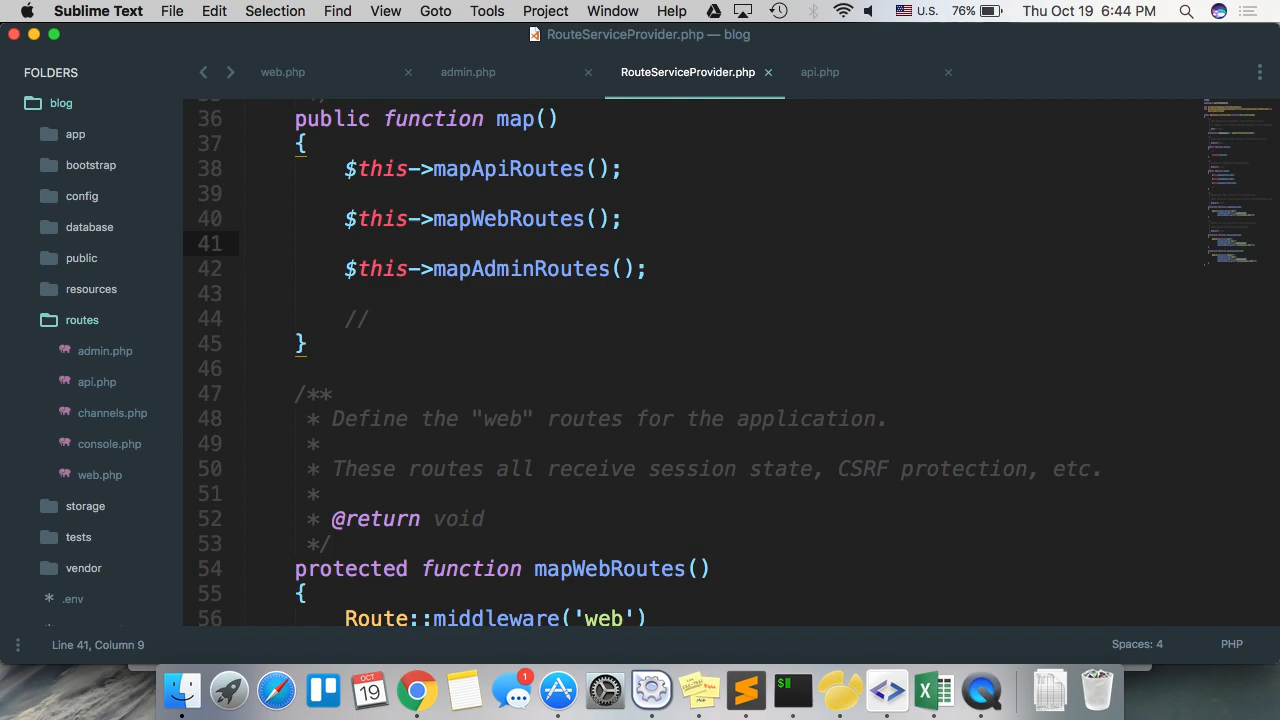 Sublime Text File Edit Selection Find View Goto Tools Project Window Help U.S. 76% Thu Oct 19 6:44 PM
RouteServiceProvider.php — blog
FOLDERS
blog
app
bootstrap
config
database
public
resources
routes
admin.php
api.php
channels.php
console.php
web.php
storage
tests
vendor
.env
web.php × admin.php × RouteServiceProvider.php × api.php ×
36 public function map()
37 {
38 $this->mapApiRoutes();
39
40 $this->mapWebRoutes();
41
42 $this->mapAdminRoutes();
43
44 //
45 }
46
47 /**
48 * Define the "web" routes for the application.
49 *
50 * These routes all receive session state, CSRF protection, etc.
51 *
52 * @return void
53 */
54 protected function mapWebRoutes()
55 {
56 Route::middleware('web')
Line 41, Column 9 Spaces: 4 PHP
OCT
19
1
$